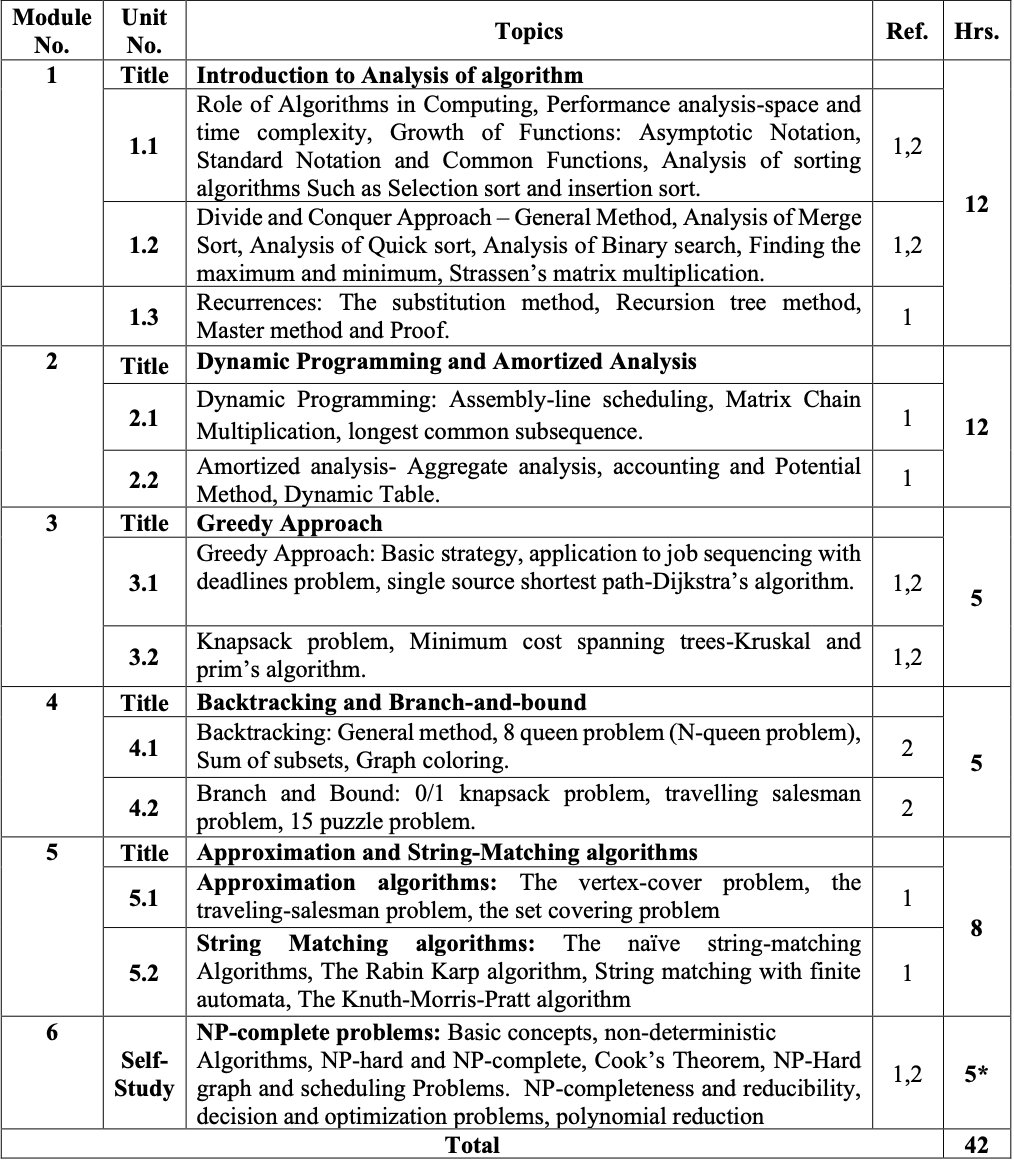 Module No. Unit No. Topics Ref. Hrs.
1 Title Introduction to Analysis of algorithm 12
1.1 Role of Algorithms in Computing, Performance analysis-space and
time complexity, Growth of Functions: Asymptotic Notation,
Standard Notation and Common Functions, Analysis of sorting
algorithms Such as Selection sort and insertion sort. 1,2
1.2 Divide and Conquer Approach – General Method, Analysis of Merge
Sort, Analysis of Quick sort, Analysis of Binary search, Finding the
maximum and minimum, Strassen’s matrix multiplication. 1,2
1.3 Recurrences: The substitution method, Recursion tree method,
Master method and Proof. 1
2 Title Dynamic Programming and Amortized Analysis 12
2.1 Dynamic Programming: Assembly-line scheduling, Matrix Chain
Multiplication, longest common subsequence. 1
2.2 Amortized analysis- Aggregate analysis, accounting and Potential
Method, Dynamic Table. 1
3 Title Greedy Approach 5
3.1 Greedy Approach: Basic strategy, application to job sequencing with
deadlines problem, single source shortest path-Dijkstra’s algorithm. 1,2
3.2 Knapsack problem, Minimum cost spanning trees-Kruskal and
prim’s algorithm. 1,2
4 Title Backtracking and Branch-and-bound 5
4.1 Backtracking: General method, 8 queen problem (N-queen problem),
Sum of subsets, Graph coloring. 2
4.2 Branch and Bound: 0/1 knapsack problem, travelling salesman
problem, 15 puzzle problem. 2
5 Title Approximation and String-Matching algorithms 8
5.1 Approximation algorithms: The vertex-cover problem, the
traveling-salesman problem, the set covering problem 1
5.2 String Matching algorithms: The naïve string-matching
Algorithms, The Rabin Karp algorithm, String matching with finite
automata, The Knuth-Morris-Pratt algorithm 1
6 Self-Study NP-complete problems: Basic concepts, non-deterministic
Algorithms, NP-hard and NP-complete, Cook’s Theorem, NP-Hard
graph and scheduling Problems. NP-completeness and reducibility,
decision and optimization problems, polynomial reduction 1,2 5*
Total 42